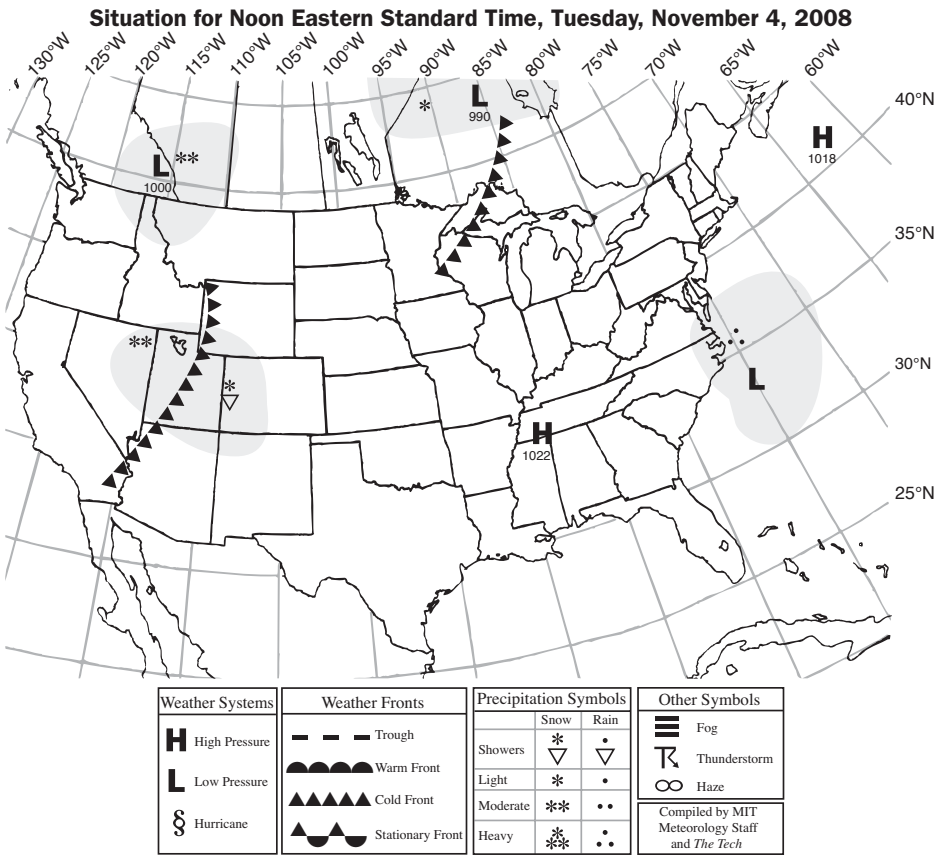 Situation for Noon Eastern Standard Time, Tuesday, November 4, 2008
130°W 125°W 120°W 115°W 110°W 105°W 100°W 95°W 90°W 85°W 80°W 75°W 70°W 65°W 60°W
40°N
L
990
H
1018
L
1000
35°N
30°N
L
H
1022
25°N
Weather Systems
H High Pressure
L Low Pressure
§ Hurricane
Weather Fronts
Trough
Warm Front
Cold Front
Stationary Front
Precipitation Symbols
Snow Rain
Showers
Light
Moderate
Heavy
Other Symbols
Fog
Thunderstorm
Haze
Compiled by MIT
Meteorology Staff
and The Tech